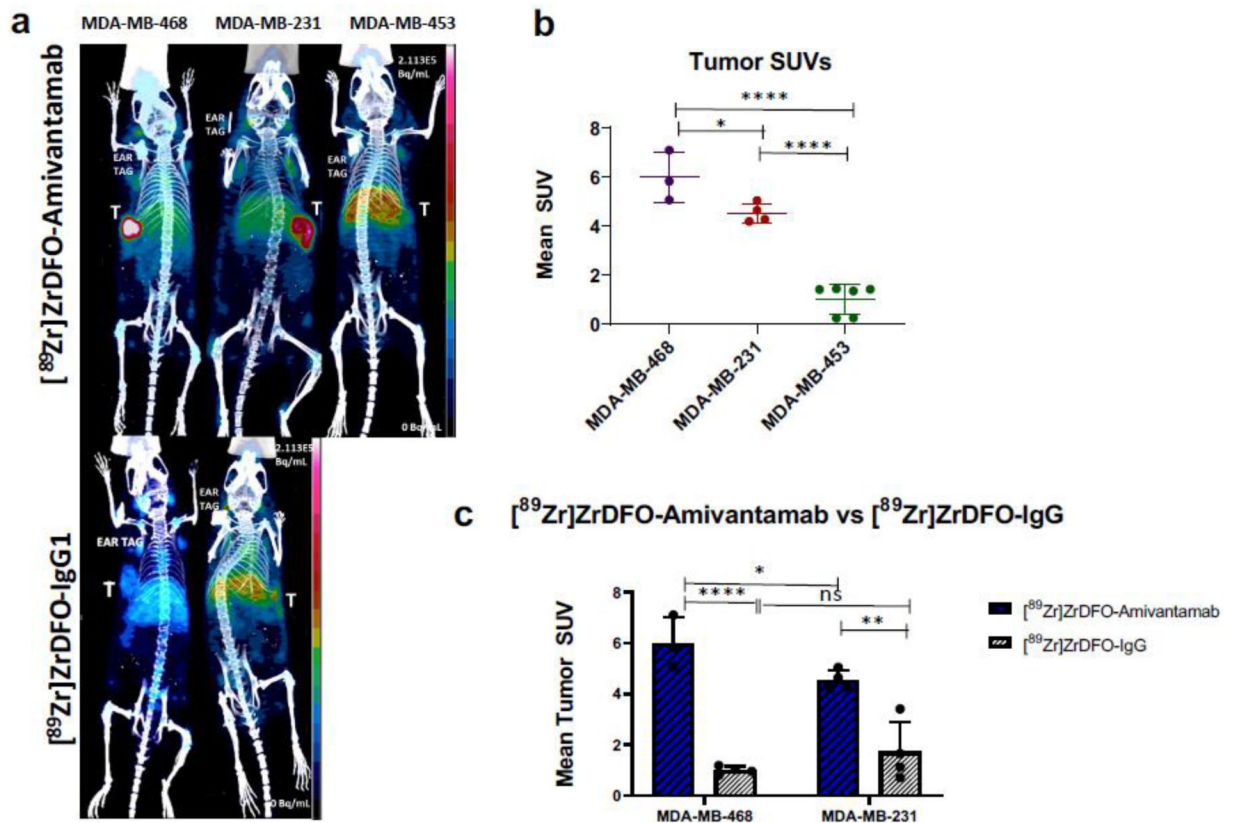 a
MDA-MB-468 MDA-MB-231 MDA-MB-453
[⁸⁹Zr]ZrDFO-Amivantamab
2.113E5
Bq/mL
EAR
TAG
EAR
TAG
EAR
TAG
T
T
T
0 Bq/mL
[⁸⁹Zr]ZrDFO-IgG1
2.113E5
Bq/mL
EAR
TAG
EAR TAG
T
T
0 Bq/mL
b
Tumor SUVs
****
*
****
Mean SUV
8
6
4
2
0
MDA-MB-468
MDA-MB-231
MDA-MB-453
c [⁸⁹Zr]ZrDFO-Amivantamab vs [⁸⁹Zr]ZrDFO-IgG
*
**** ns
**
Mean Tumor SUV
8
6
4
2
0
MDA-MB-468 MDA-MB-231
[⁸⁹Zr]ZrDFO-Amivantamab
[⁸⁹Zr]ZrDFO-IgG